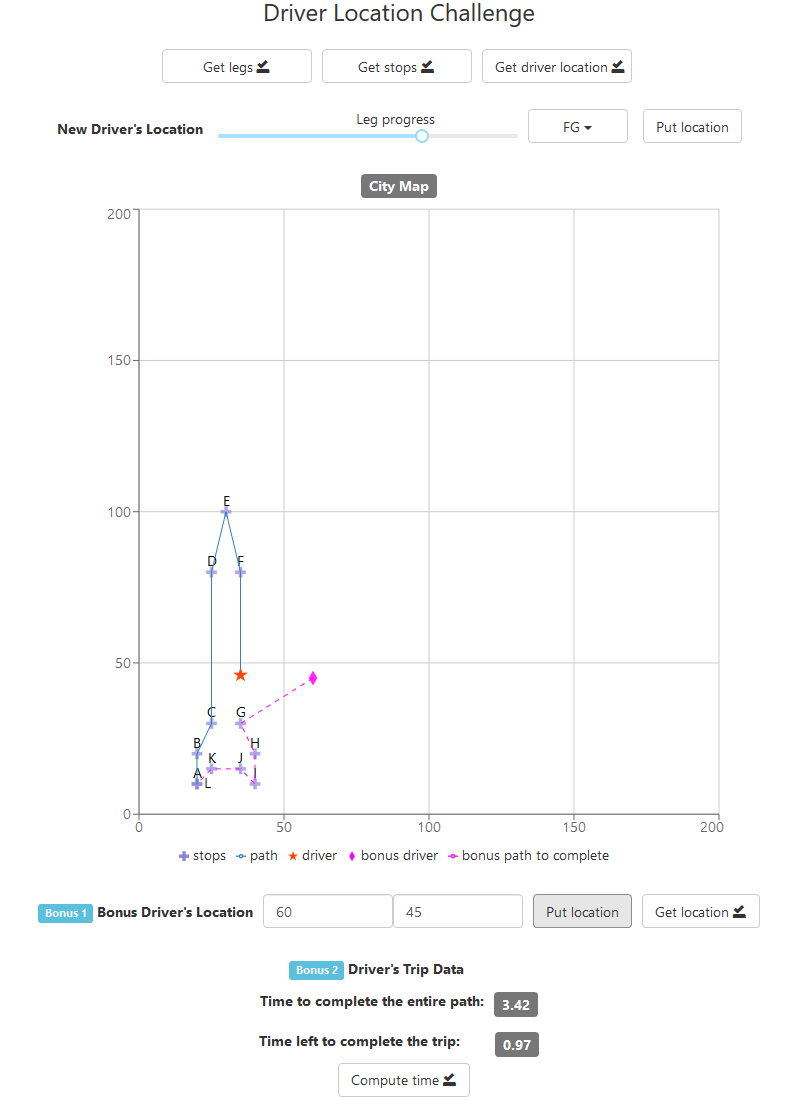 Driver Location Challenge
Get legs
Get stops
Get driver location
New Driver's Location
Leg progress
FG
Put location
City Map
200
150
100
50
0
E
D
F
C
G
B
H
K
J
A
L
I
0
50
100
150
200
stops
path
driver
bonus driver
bonus path to complete
Bonus 1 Bonus Driver's Location
60
45
Put location
Get location
Bonus 2 Driver's Trip Data
Time to complete the entire path: 3.42
Time left to complete the trip: 0.97
Compute time